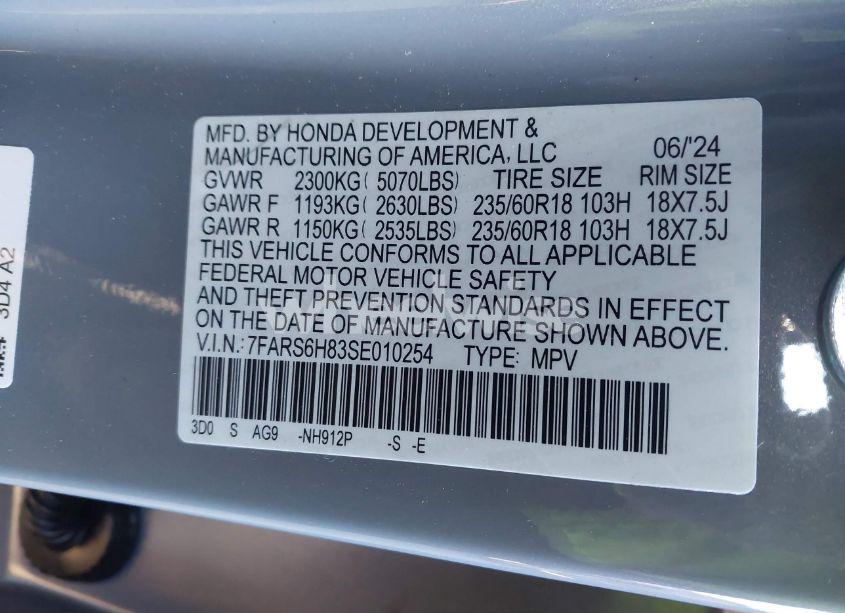 MFD. BY HONDA DEVELOPMENT &
MANUFACTURING OF AMERICA, LLC 06/'24
GVWR 2300KG( 5070LBS) TIRE SIZE RIM SIZE
GAWR F 1193KG( 2630LBS) 235/60R18 103H 18X7.5J
GAWR R 1150KG( 2535LBS) 235/60R18 103H 18X7.5J
THIS VEHICLE CONFORMS TO ALL APPLICABLE
FEDERAL MOTOR VEHICLE SAFETY
AND THEFT PREVENTION STANDARDS IN EFFECT
ON THE DATE OF MANUFACTURE SHOWN ABOVE.
V.I.N.: 7FARS6H83SE010254 TYPE: MPV
3D0 S AG9 -NH912P -S -E
3D4 A2